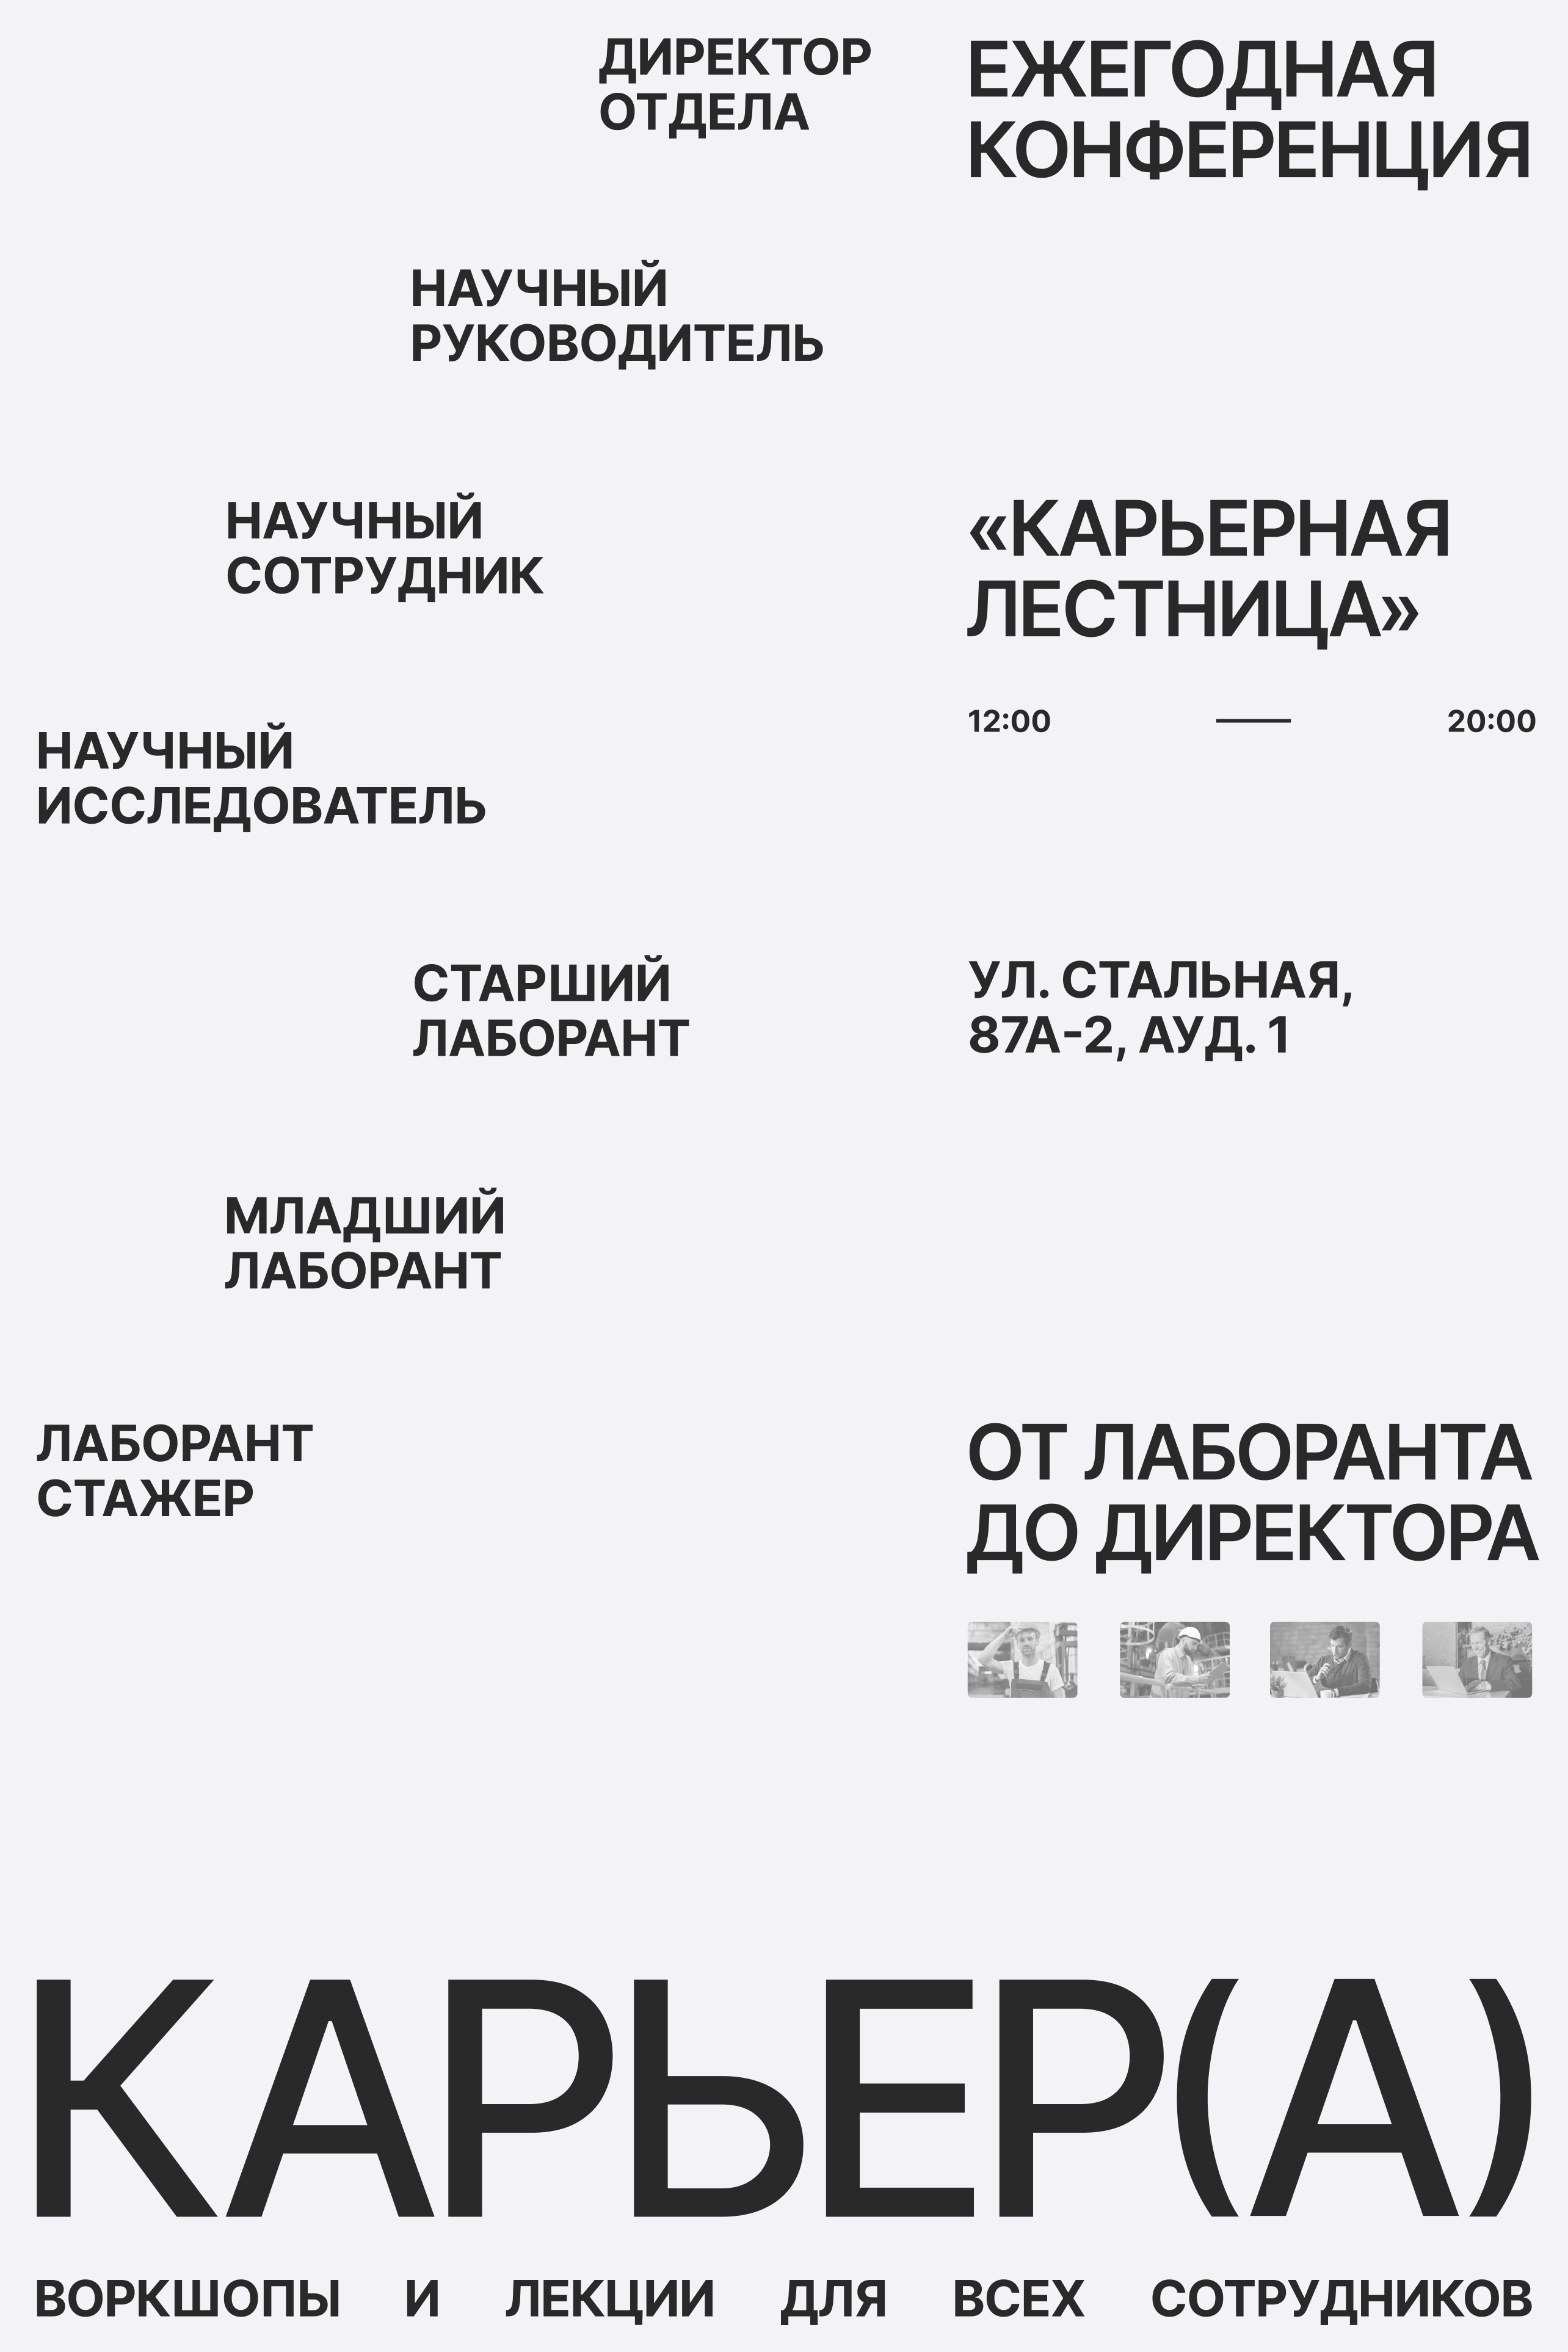 ДИРЕКТОР
ОТДЕЛА
ЕЖЕГОДНАЯ
КОНФЕРЕНЦИЯ
НАУЧНЫЙ
РУКОВОДИТЕЛЬ
НАУЧНЫЙ
СОТРУДНИК
«КАРЬЕРНАЯ
ЛЕСТНИЦА»
12:00 — 20:00
НАУЧНЫЙ
ИССЛЕДОВАТЕЛЬ
СТАРШИЙ
ЛАБОРАНТ
УЛ. СТАЛЬНАЯ,
87А-2, АУД. 1
МЛАДШИЙ
ЛАБОРАНТ
ЛАБОРАНТ
СТАЖЕР
ОТ ЛАБОРАНТА
ДО ДИРЕКТОРА
КАРЬЕР(А)
ВОРКШОПЫ И ЛЕКЦИИ ДЛЯ ВСЕХ СОТРУДНИКОВ